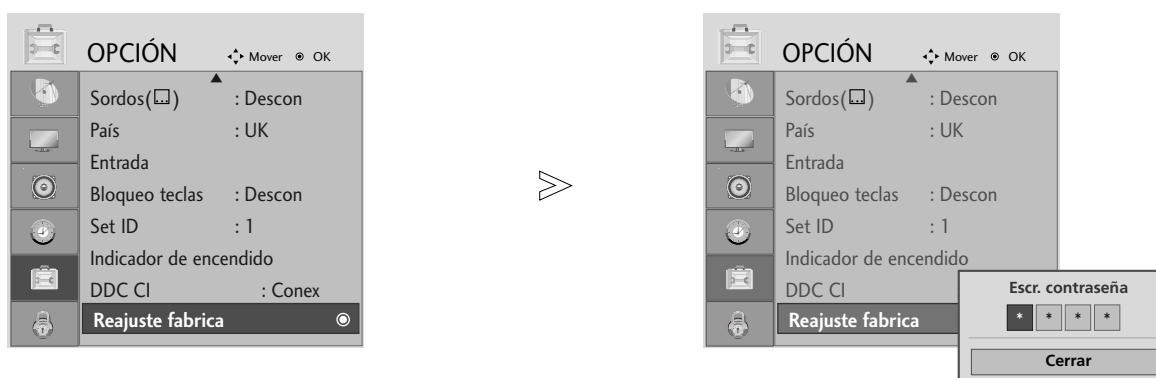 OPCIÓN Mover OK
Sordos( ) : Descon
País : UK
Entrada
Bloqueo teclas : Descon
Set ID : 1
Indicador de encendido
DDC CI : Conex
Reajuste fabrica
>
OPCIÓN Mover OK
Sordos( ) : Descon
País : UK
Entrada
Bloqueo teclas : Descon
Set ID : 1
Indicador de encendido
DDC CI
Reajuste fabrica
Escr. contraseña
* * * *
Cerrar